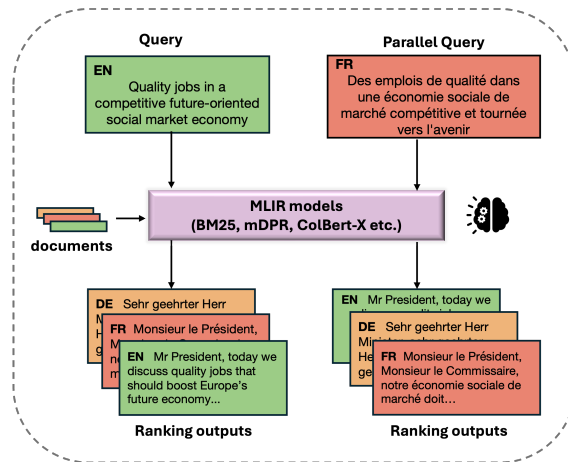 Query
Parallel Query
EN
Quality jobs in a
competitive future-oriented
social market economy
FR
Des emplois de qualité dans
une économie sociale de
marché compétitive et tournée
vers l'avenir
MLIR models
(BM25, mDPR, ColBert-X etc.)
documents
DE Sehr geehrter Herr
FR Monsieur le Président,
EN Mr President, today we
discuss quality jobs that
should boost Europe's
future economy...
EN Mr President, today we
DE Sehr geehrter Herr
FR Monsieur le Président,
Monsieur le Commissaire,
notre économie sociale de
marché doit...
Ranking outputs
Ranking outputs